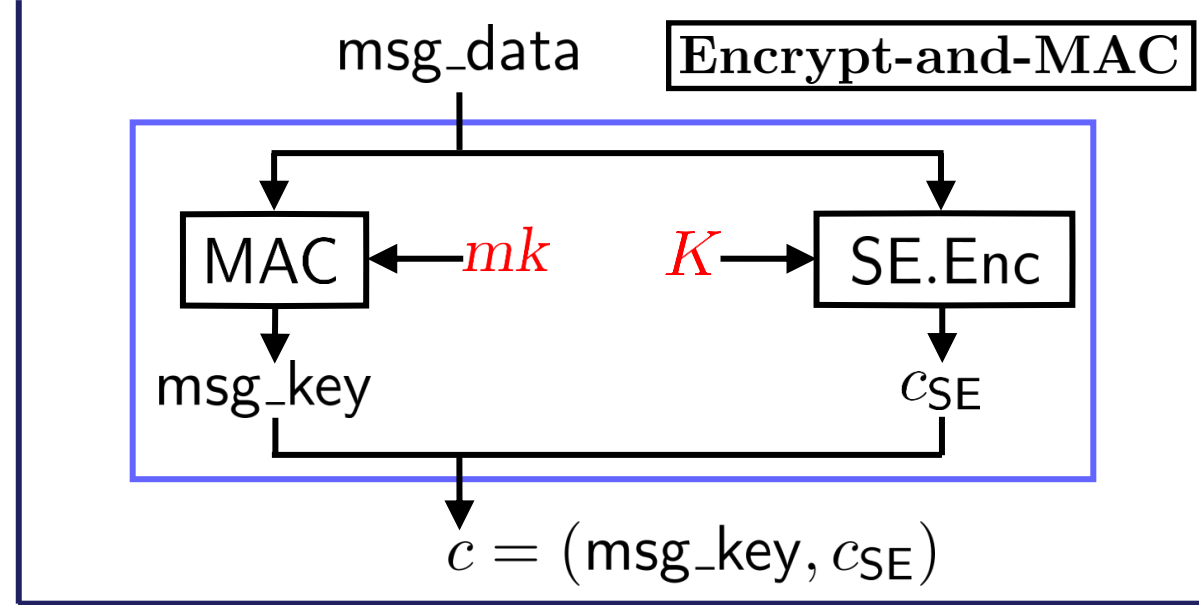 msg_data
Encrypt-and-MAC
MAC
mk
K
SE.Enc
msg_key
c_SE
c = (msg_key, c_SE)